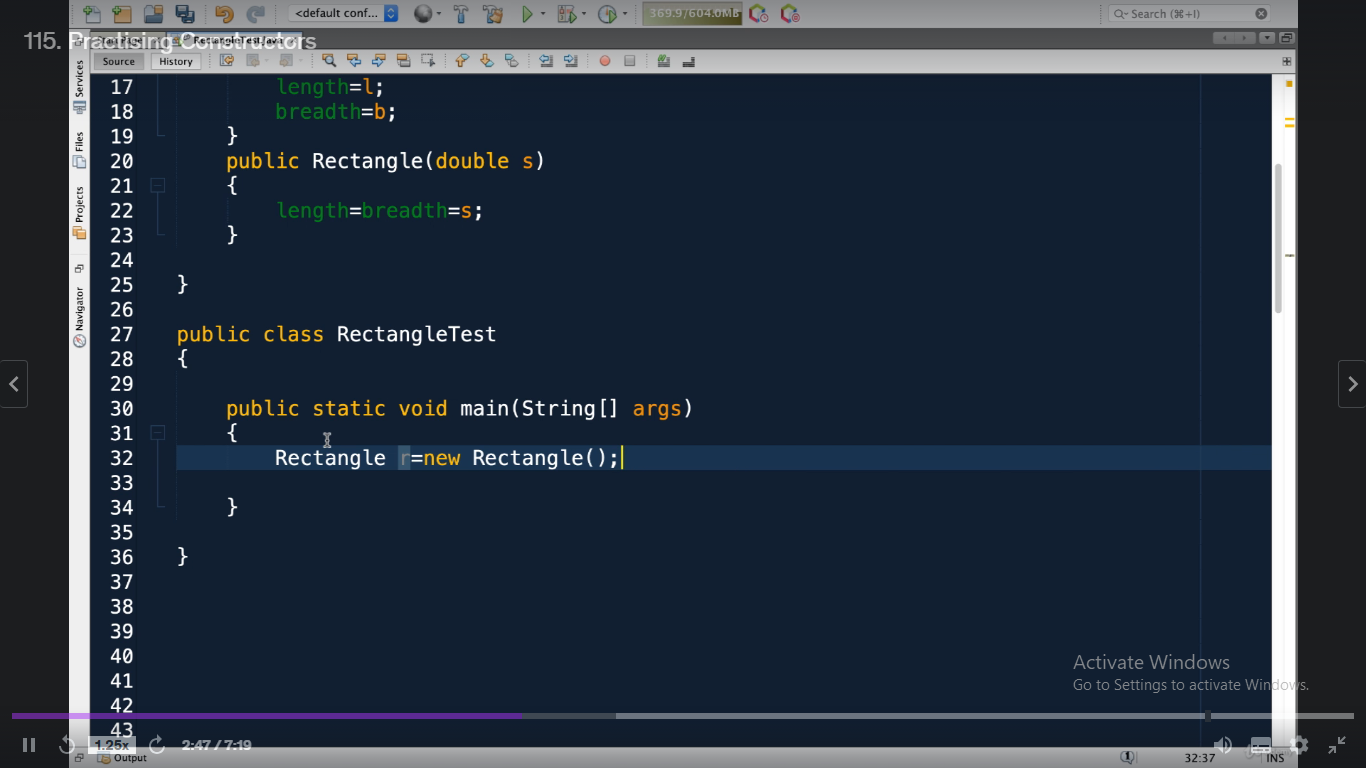 <default conf...
369.9/604.0MB
Search (⌘+I)
115. Practising Constructors
RectangleTest.java
Source
History
Services
Files
Projects
Navigator
17 length=l;
18 breadth=b;
19 }
20 public Rectangle(double s)
21 {
22 length=breadth=s;
23 }
24
25 }
26
27 public class RectangleTest
28 {
29
30 public static void main(String[] args)
31 {
32 Rectangle r=new Rectangle();
33
34 }
35
36 }
37
38
39
40
41
42
43
Activate Windows
Go to Settings to activate Windows.
1.25x
2:47 / 7:19
Output
1
32:37
INS